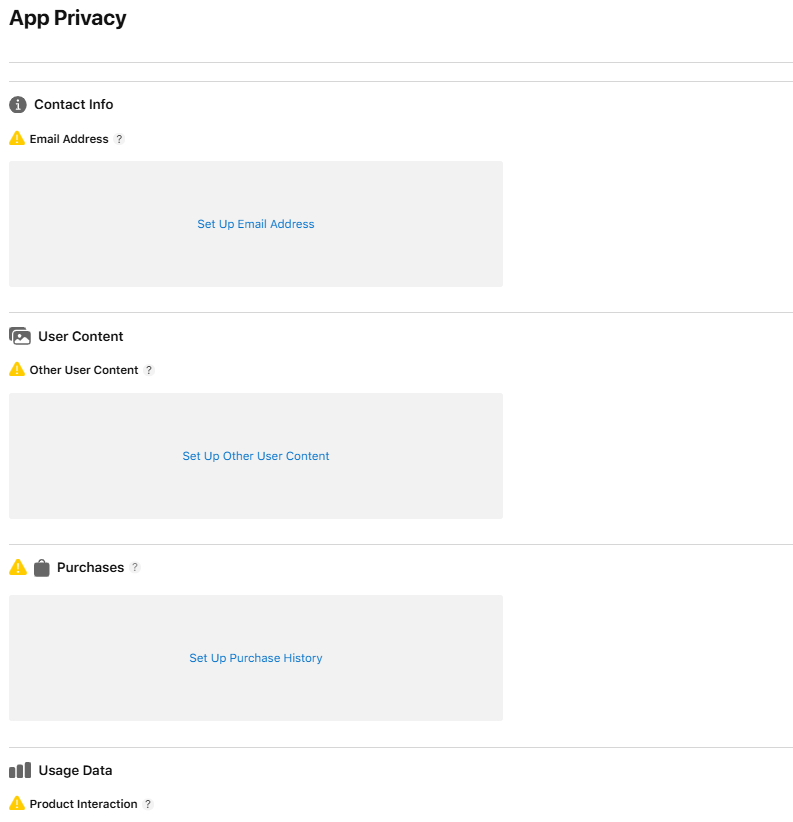 App Privacy
Contact Info
Email Address ?
Set Up Email Address
User Content
Other User Content ?
Set Up Other User Content
Purchases ?
Set Up Purchase History
Usage Data
Product Interaction ?